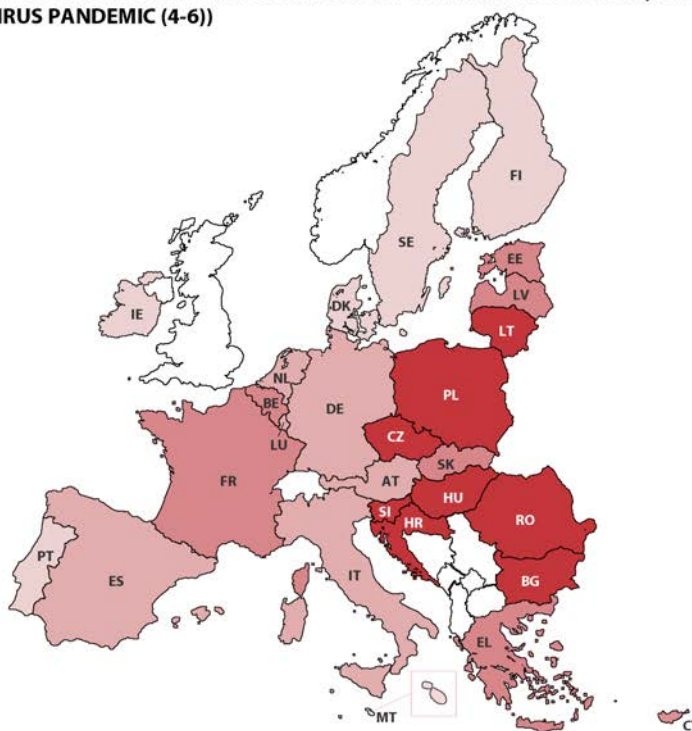 IRUS PANDEMIC (4-6))
FI
SE
EE
LV
IE
DK
LT
NL
PL
BE
DE
CZ
LU
SK
FR
AT
HU
SI
HR
RO
PT
ES
IT
BG
EL
MT